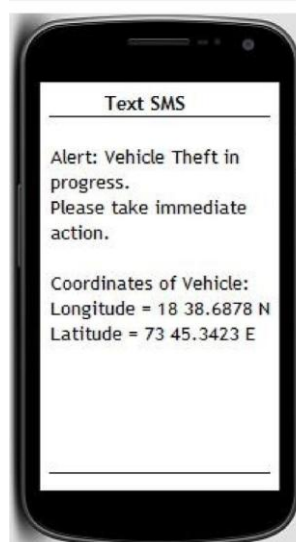 Text SMS
Alert: Vehicle Theft in
progress.
Please take immediate
action.
Coordinates of Vehicle:
Longitude = 18 38.6878 N
Latitude = 73 45.3423 E